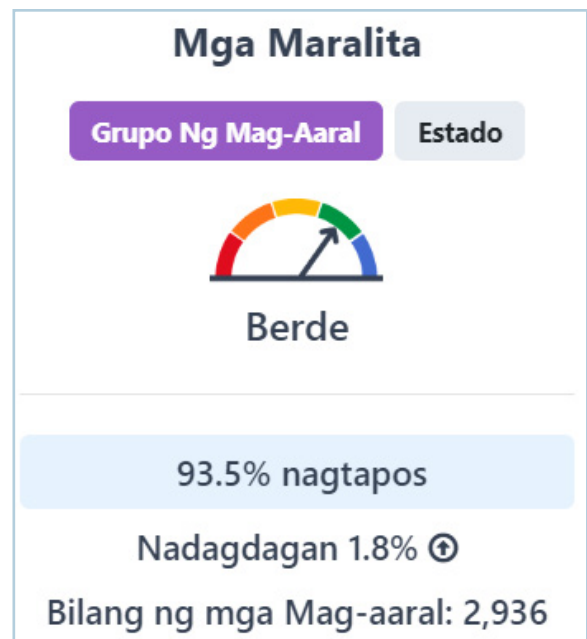 Mga Maralita
Grupo Ng Mag-Aaral Estado
Berde
93.5% nagtapos
Nadagdagan 1.8%
Bilang ng mga Mag-aaral: 2,936